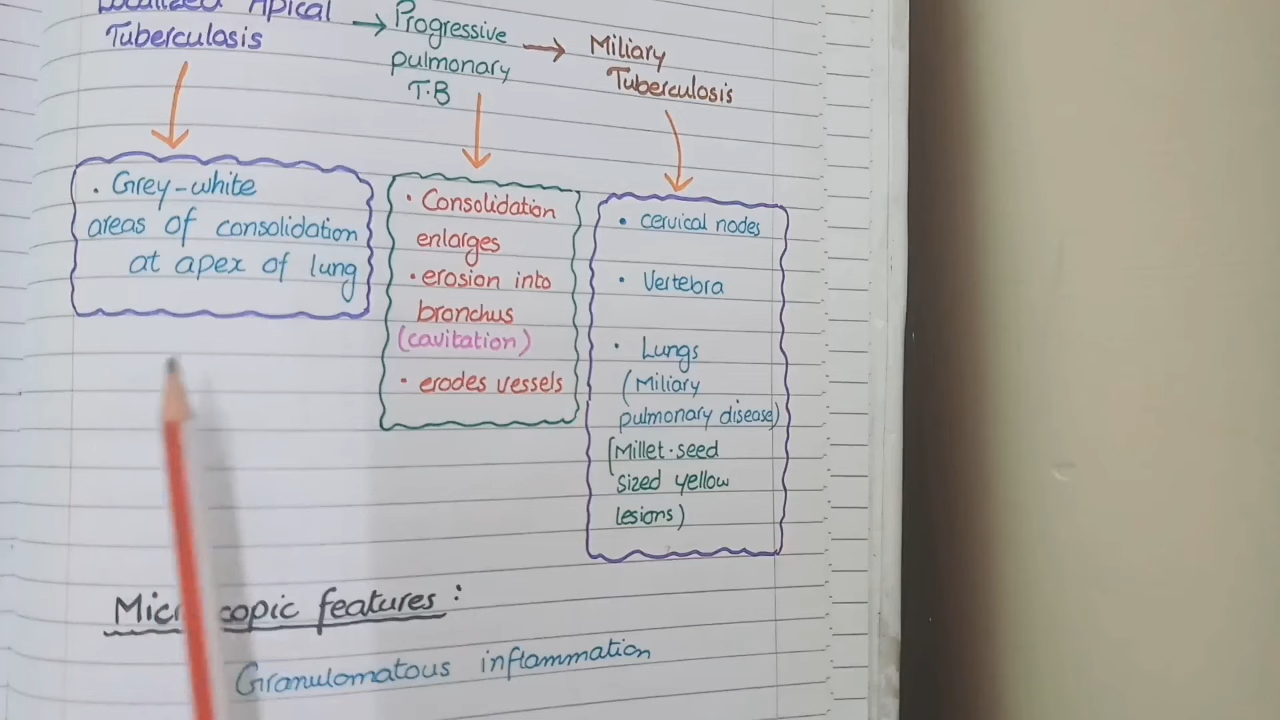 Localized Apical
Tuberculosis
→ Progressive
pulmonary
T.B
→ Miliary
Tuberculosis
. Grey-white
areas of consolidation
at apex of lung
• Consolidation
enlarges
• erosion into
bronchus
(cavitation)
• erodes vessels
• cervical nodes
• Vertebra
• Lungs
(Miliary
pulmonary disease)
(Millet-seed
sized yellow
lesions)
features :
Granulomatous inflammation